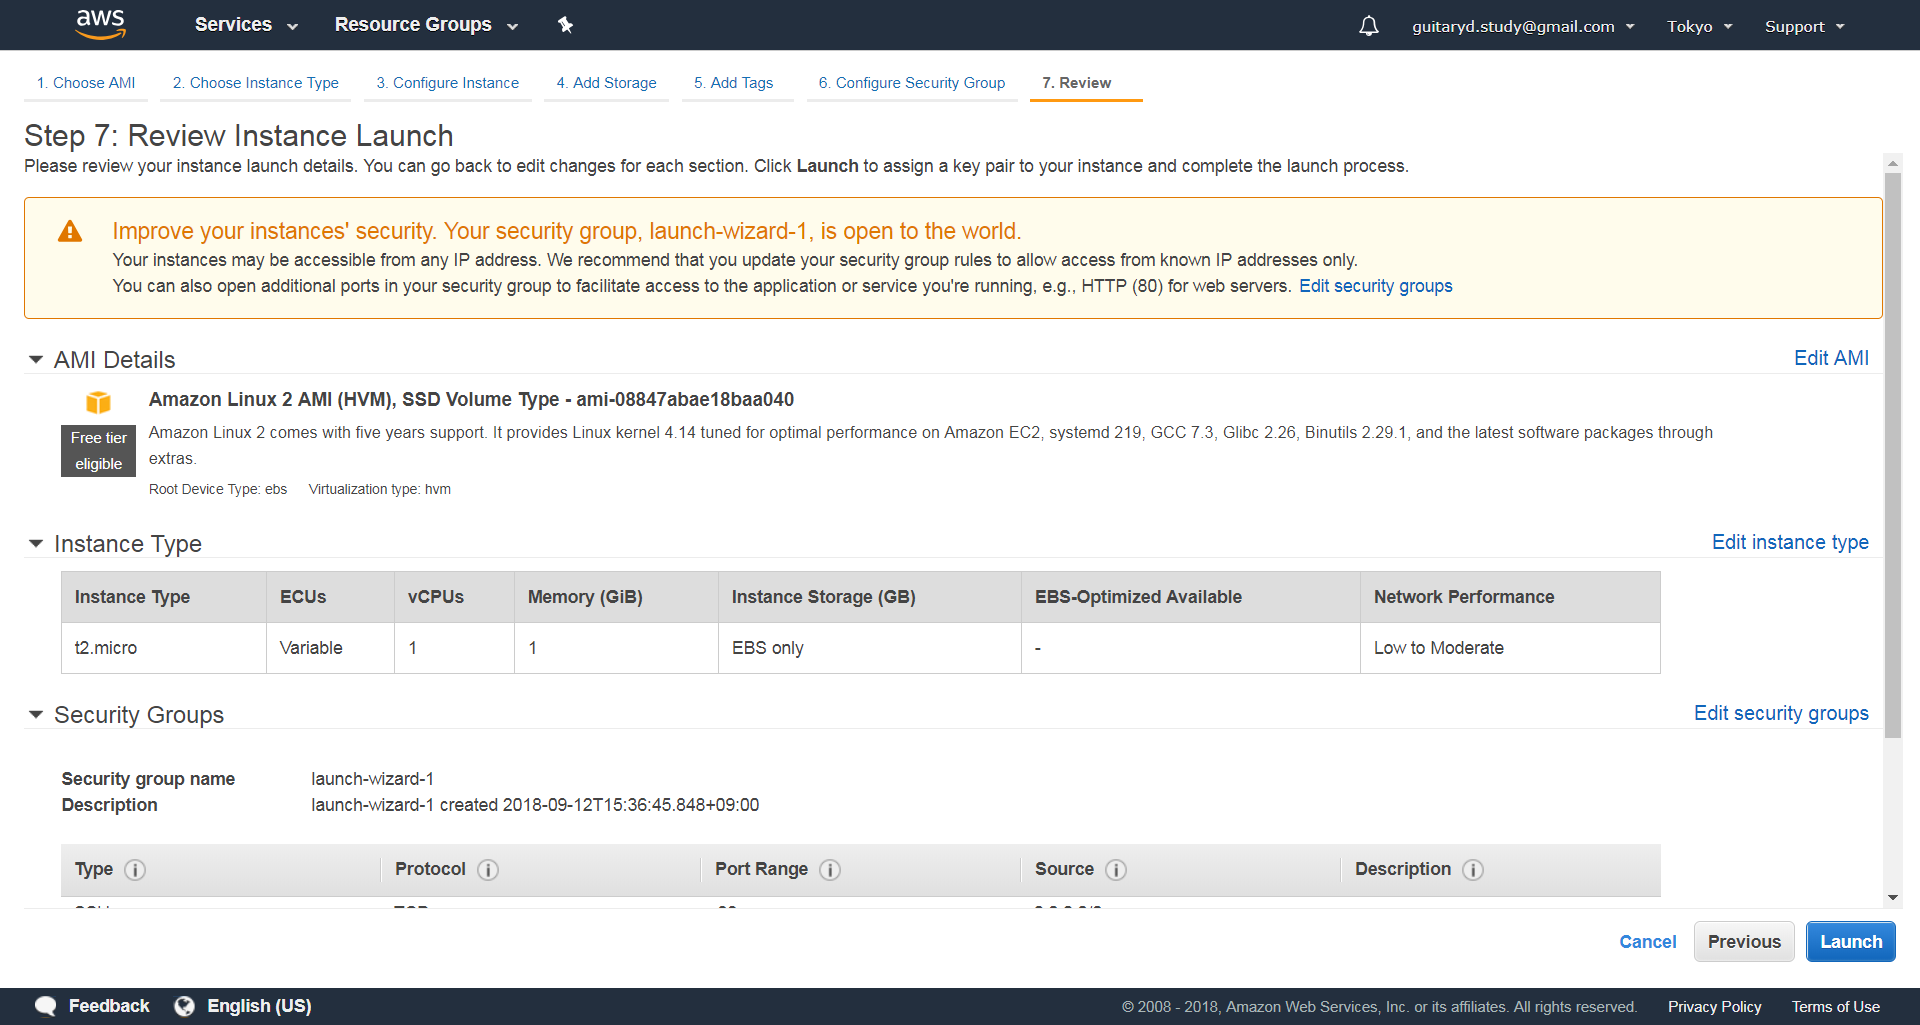 aws
Services
Resource Groups
guitaryd.study@gmail.com
Tokyo
Support
1. Choose AMI
2. Choose Instance Type
3. Configure Instance
4. Add Storage
5. Add Tags
6. Configure Security Group
7. Review
Step 7: Review Instance Launch
Please review your instance launch details. You can go back to edit changes for each section. Click Launch to assign a key pair to your instance and complete the launch process.
Improve your instances' security. Your security group, launch-wizard-1, is open to the world.
Your instances may be accessible from any IP address. We recommend that you update your security group rules to allow access from known IP addresses only.
You can also open additional ports in your security group to facilitate access to the application or service you're running, e.g., HTTP (80) for web servers. Edit security groups
AMI Details
Edit AMI
Amazon Linux 2 AMI (HVM), SSD Volume Type - ami-08847abae18baa040
Free tier
eligible
Amazon Linux 2 comes with five years support. It provides Linux kernel 4.14 tuned for optimal performance on Amazon EC2, systemd 219, GCC 7.3, Glibc 2.26, Binutils 2.29.1, and the latest software packages through
extras.
Root Device Type: ebs Virtualization type: hvm
Instance Type
Edit instance type
Instance Type ECUs vCPUs Memory (GiB) Instance Storage (GB) EBS-Optimized Available Network Performance
t2.micro Variable 1 1 EBS only - Low to Moderate
Security Groups
Edit security groups
Security group name launch-wizard-1
Description launch-wizard-1 created 2018-09-12T15:36:45.848+09:00
Type Protocol Port Range Source Description
Cancel
Previous
Launch
Feedback
English (US)
© 2008 - 2018, Amazon Web Services, Inc. or its affiliates. All rights reserved.
Privacy Policy
Terms of Use